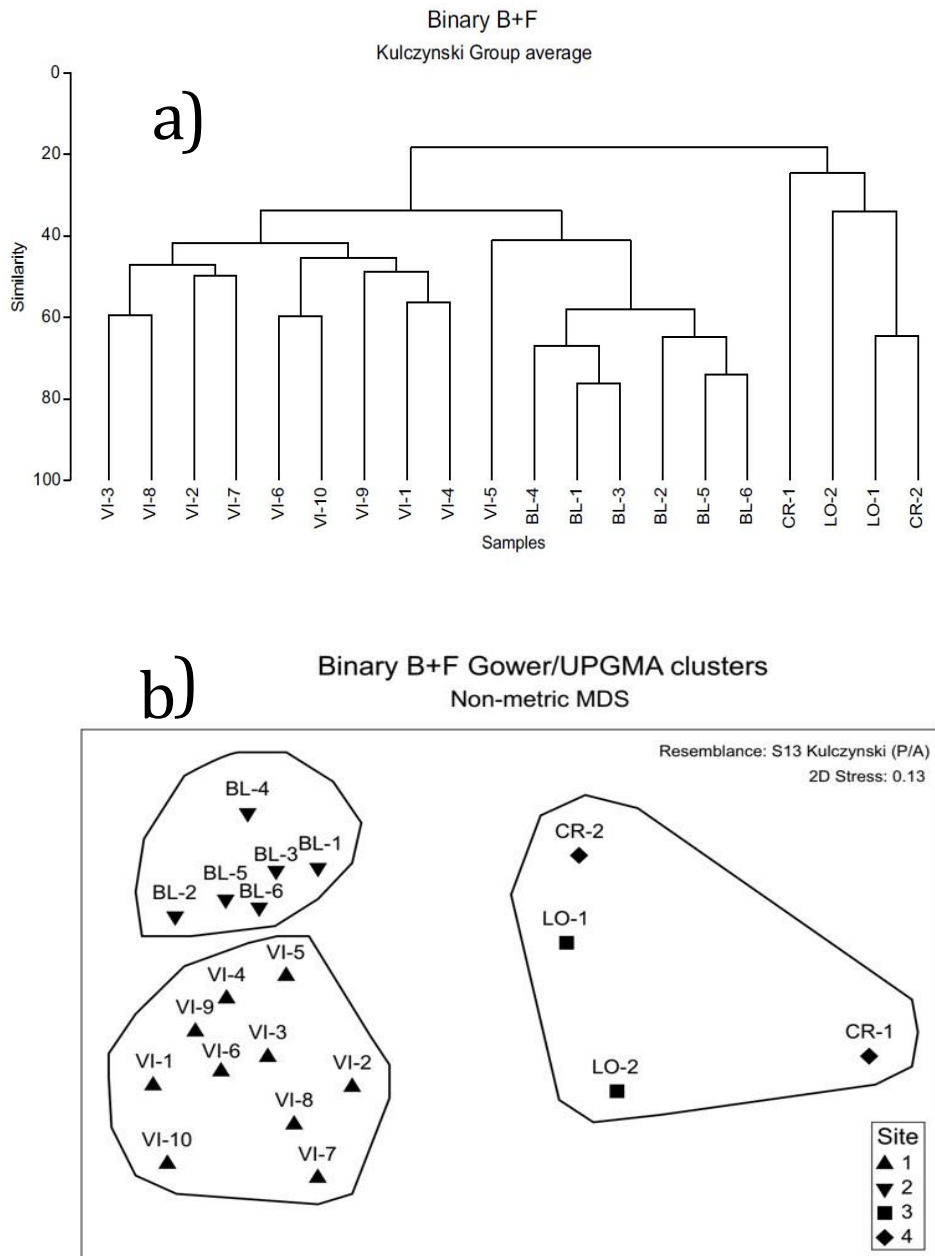 Binary B+F
Kulczynski Group average
a)
0
20
40
60
80
100
Similarity
VI-3
VI-8
VI-2
VI-7
VI-6
VI-10
VI-9
VI-1
VI-4
VI-5
BL-4
BL-1
BL-3
BL-2
BL-5
BL-6
CR-1
LO-2
LO-1
CR-2
Samples
b)
Binary B+F Gower/UPGMA clusters
Non-metric MDS
Resemblance: S13 Kulczynski (P/A)
2D Stress: 0.13
BL-4
BL-3
BL-1
BL-5
BL-6
BL-2
CR-2
LO-1
VI-5
VI-4
VI-9
VI-3
VI-6
VI-1
VI-2
CR-1
LO-2
VI-8
VI-10
VI-7
Site
1
2
3
4